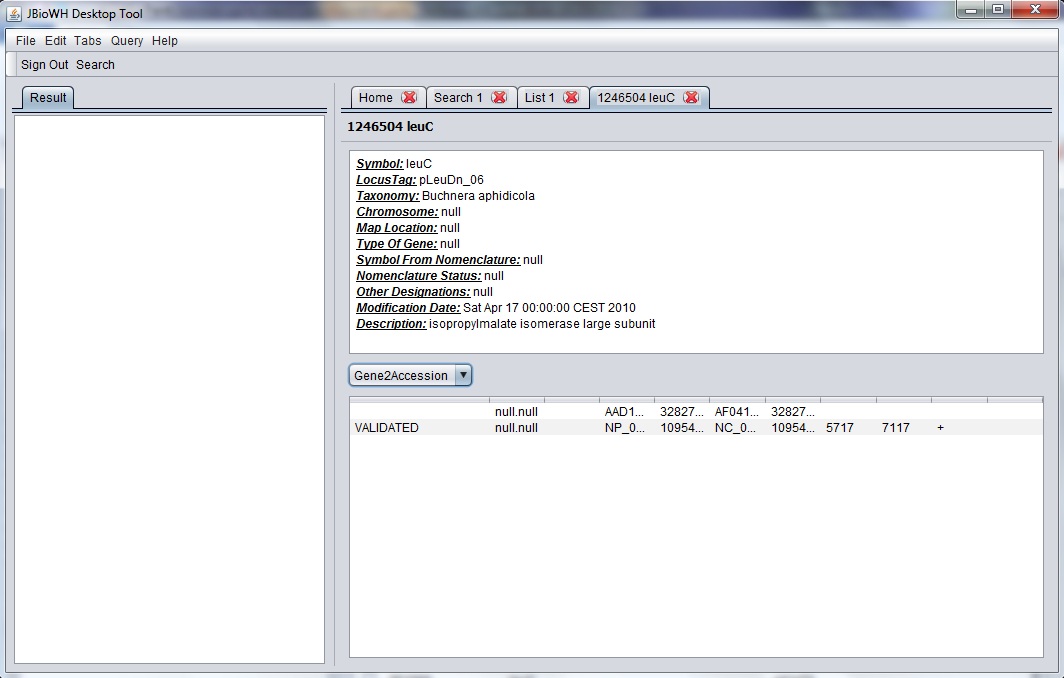 JBioWH Desktop Tool
File Edit Tabs Query Help
Sign Out Search
Result
Home Search 1 List 1 1246504 leuC
1246504 leuC
Symbol: leuC
LocusTag: pLeuDn_06
Taxonomy: Buchnera aphidicola
Chromosome: null
Map Location: null
Type Of Gene: null
Symbol From Nomenclature: null
Nomenclature Status: null
Other Designations: null
Modification Date: Sat Apr 17 00:00:00 CEST 2010
Description: isopropylmalate isomerase large subunit
Gene2Accession
null.null AAD1... 32827... AF041... 32827...
VALIDATED null.null NP_0... 10954... NC_0... 10954... 5717 7117 +